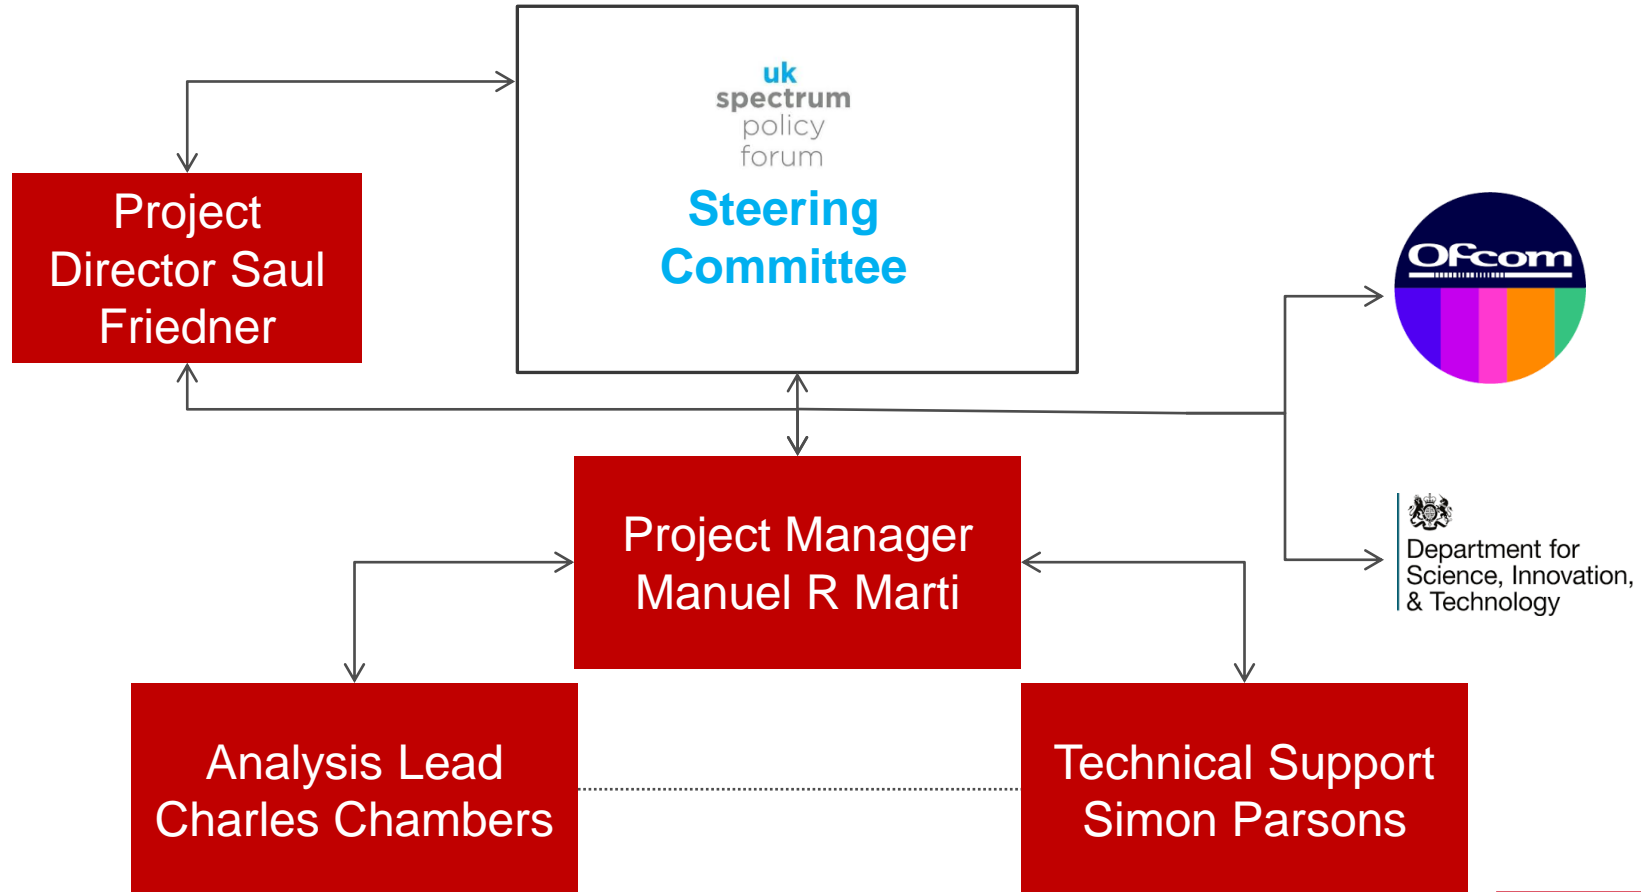 uk
spectrum
policy
forum
Steering
Committee
Project
Director Saul
Friedner
Ofcom
Project Manager
Manuel R Marti
Department for
Science, Innovation,
& Technology
Analysis Lead
Charles Chambers
Technical Support
Simon Parsons